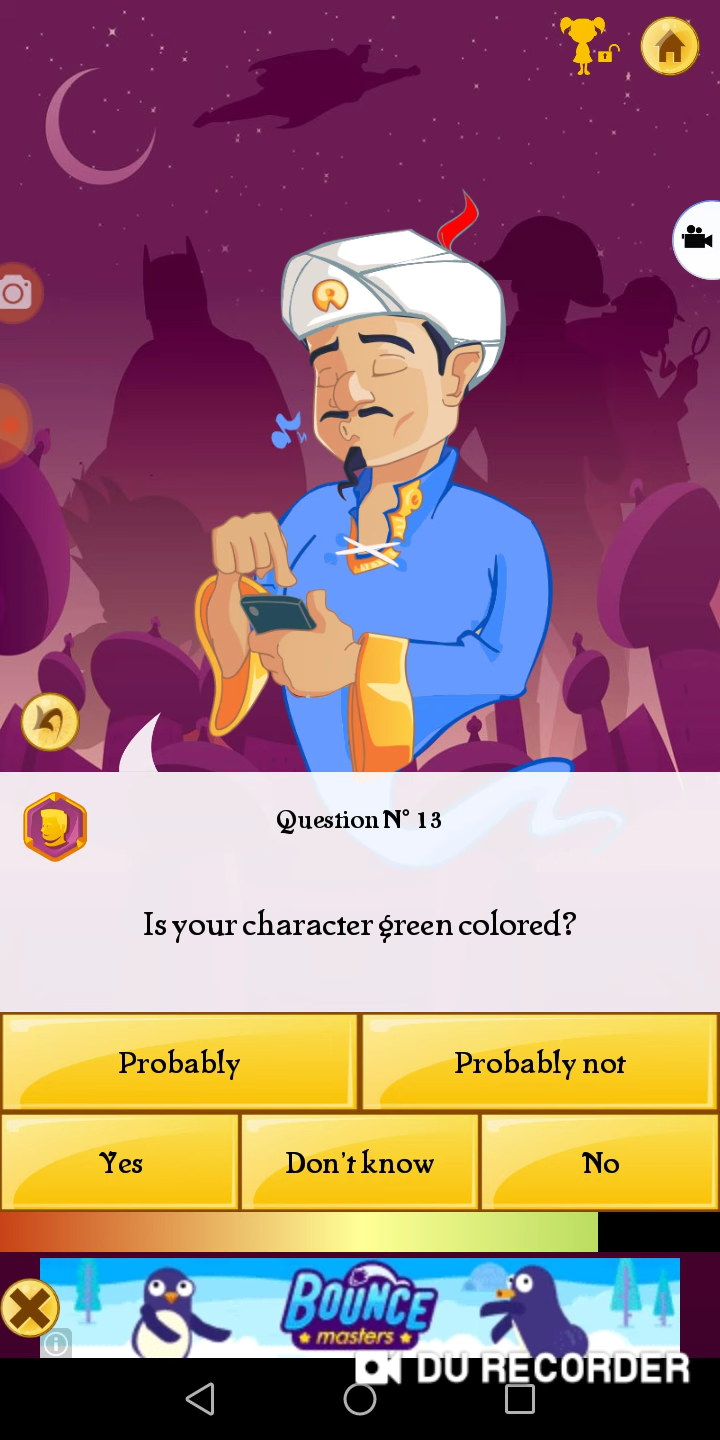 Question N° 13
Is your character green colored?
Probably
Probably not
Yes
Don't know
No
BOUNCE
masters
DU RECORDER